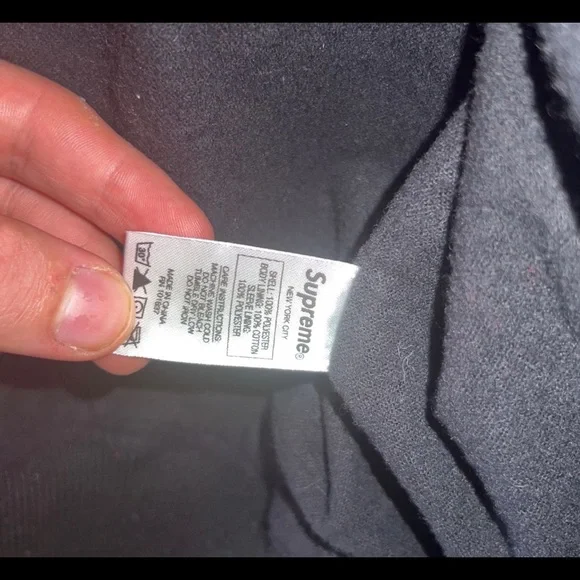 Supreme®
NEW YORK CITY
SHELL: 100% POLYESTER
BODY LINING: 100% COTTON
SLEEVE LINING:
100% POLYESTER
CARE INSTRUCTIONS:
MACHINE WASH COLD
DO NOT BLEACH
TUMBLE DRY LOW
DO NOT IRON
30°
MADE IN CHINA